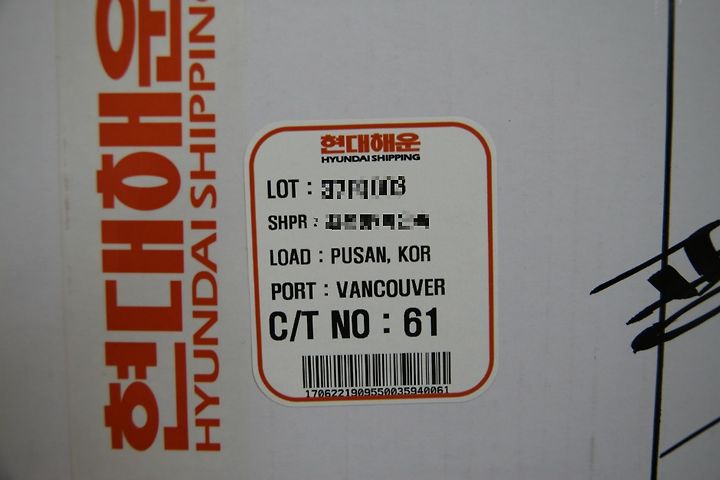 현대해운
HYUNDAI SHIPPING
현대해운
HYUNDAI SHIPPING
LOT :
SHPR :
LOAD : PUSAN, KOR
PORT : VANCOUVER
C/T NO : 61
1706221909550035940061